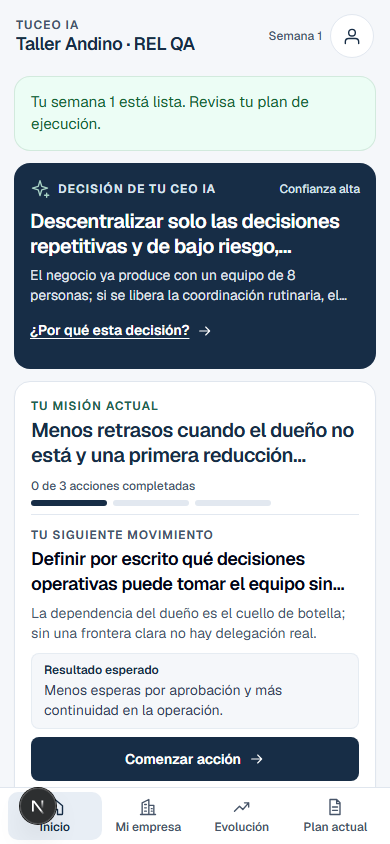 TUCEO IA
Taller Andino · REL QA
Semana 1
Tu semana 1 está lista. Revisa tu plan de
ejecución.
DECISIÓN DE TU CEO IA
Confianza alta
Descentralizar solo las decisiones
repetitivas y de bajo riesgo,...
El negocio ya produce con un equipo de 8
personas; si se libera la coordinación rutinaria, el...
¿Por qué esta decisión? →
TU MISIÓN ACTUAL
Menos retrasos cuando el dueño no
está y una primera reducción...
0 de 3 acciones completadas
TU SIGUIENTE MOVIMIENTO
Definir por escrito qué decisiones
operativas puede tomar el equipo sin...
La dependencia del dueño es el cuello de botella;
sin una frontera clara no hay delegación real.
Resultado esperado
Menos esperas por aprobación y más
continuidad en la operación.
Comenzar acción →
N
Inicio
Mi empresa
Evolución
Plan actual